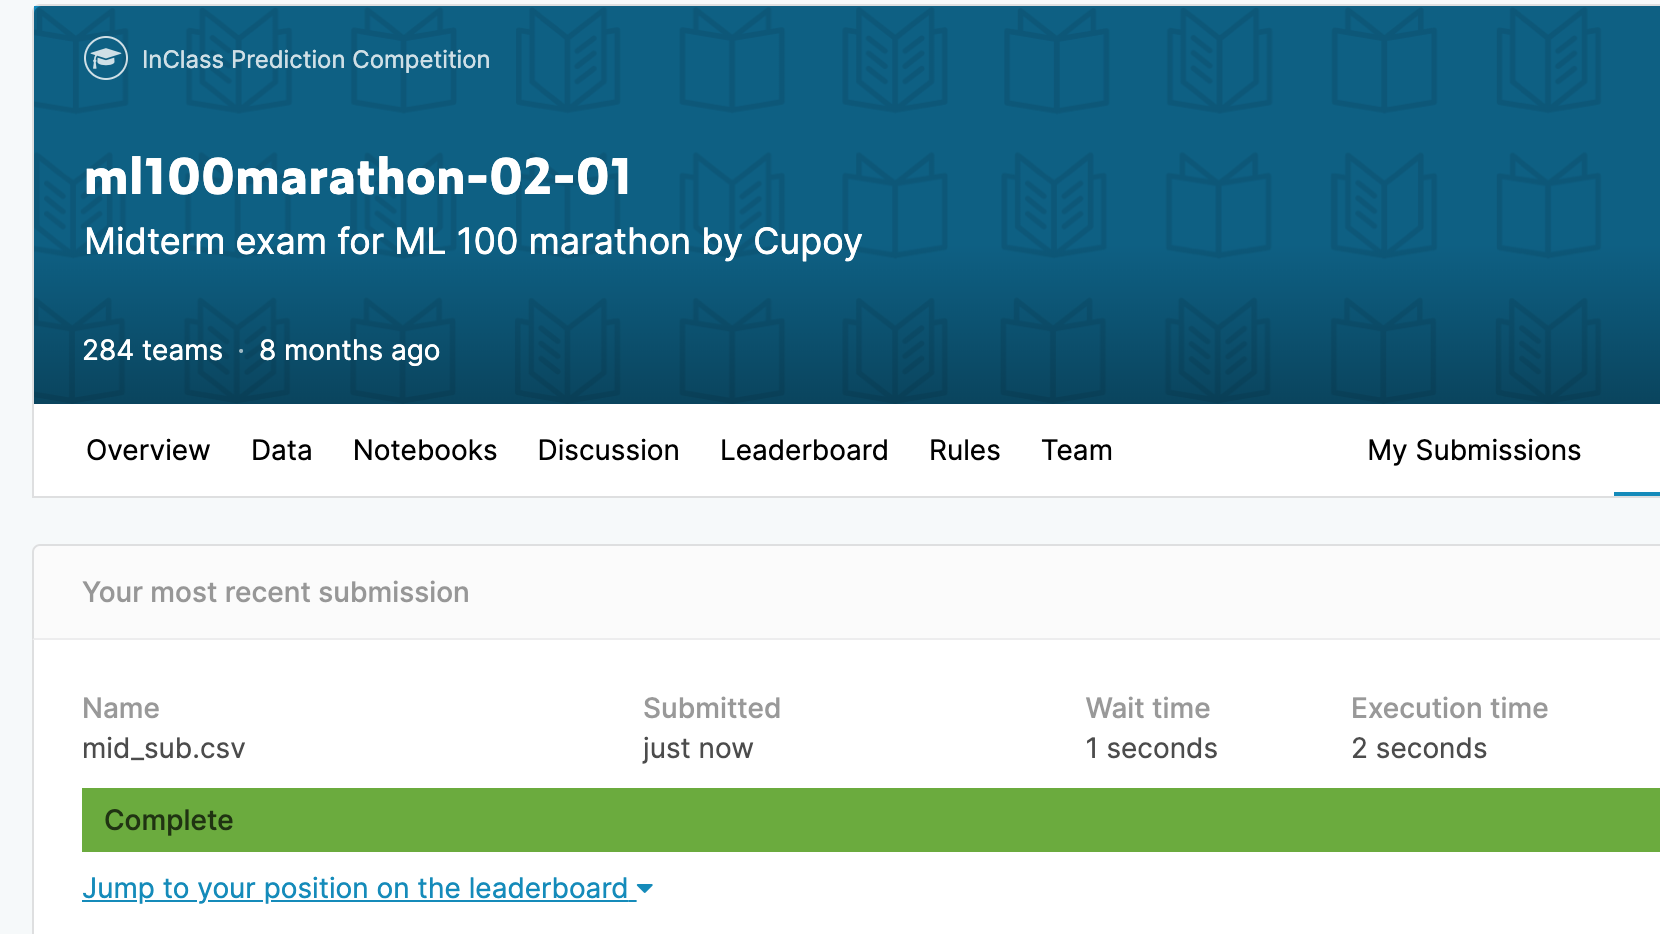 InClass Prediction Competition
ml100marathon-02-01
Midterm exam for ML 100 marathon by Cupoy
284 teams · 8 months ago
Overview Data Notebooks Discussion Leaderboard Rules Team My Submissions
Your most recent submission
Name Submitted Wait time Execution time
mid_sub.csv just now 1 seconds 2 seconds
Complete
Jump to your position on the leaderboard